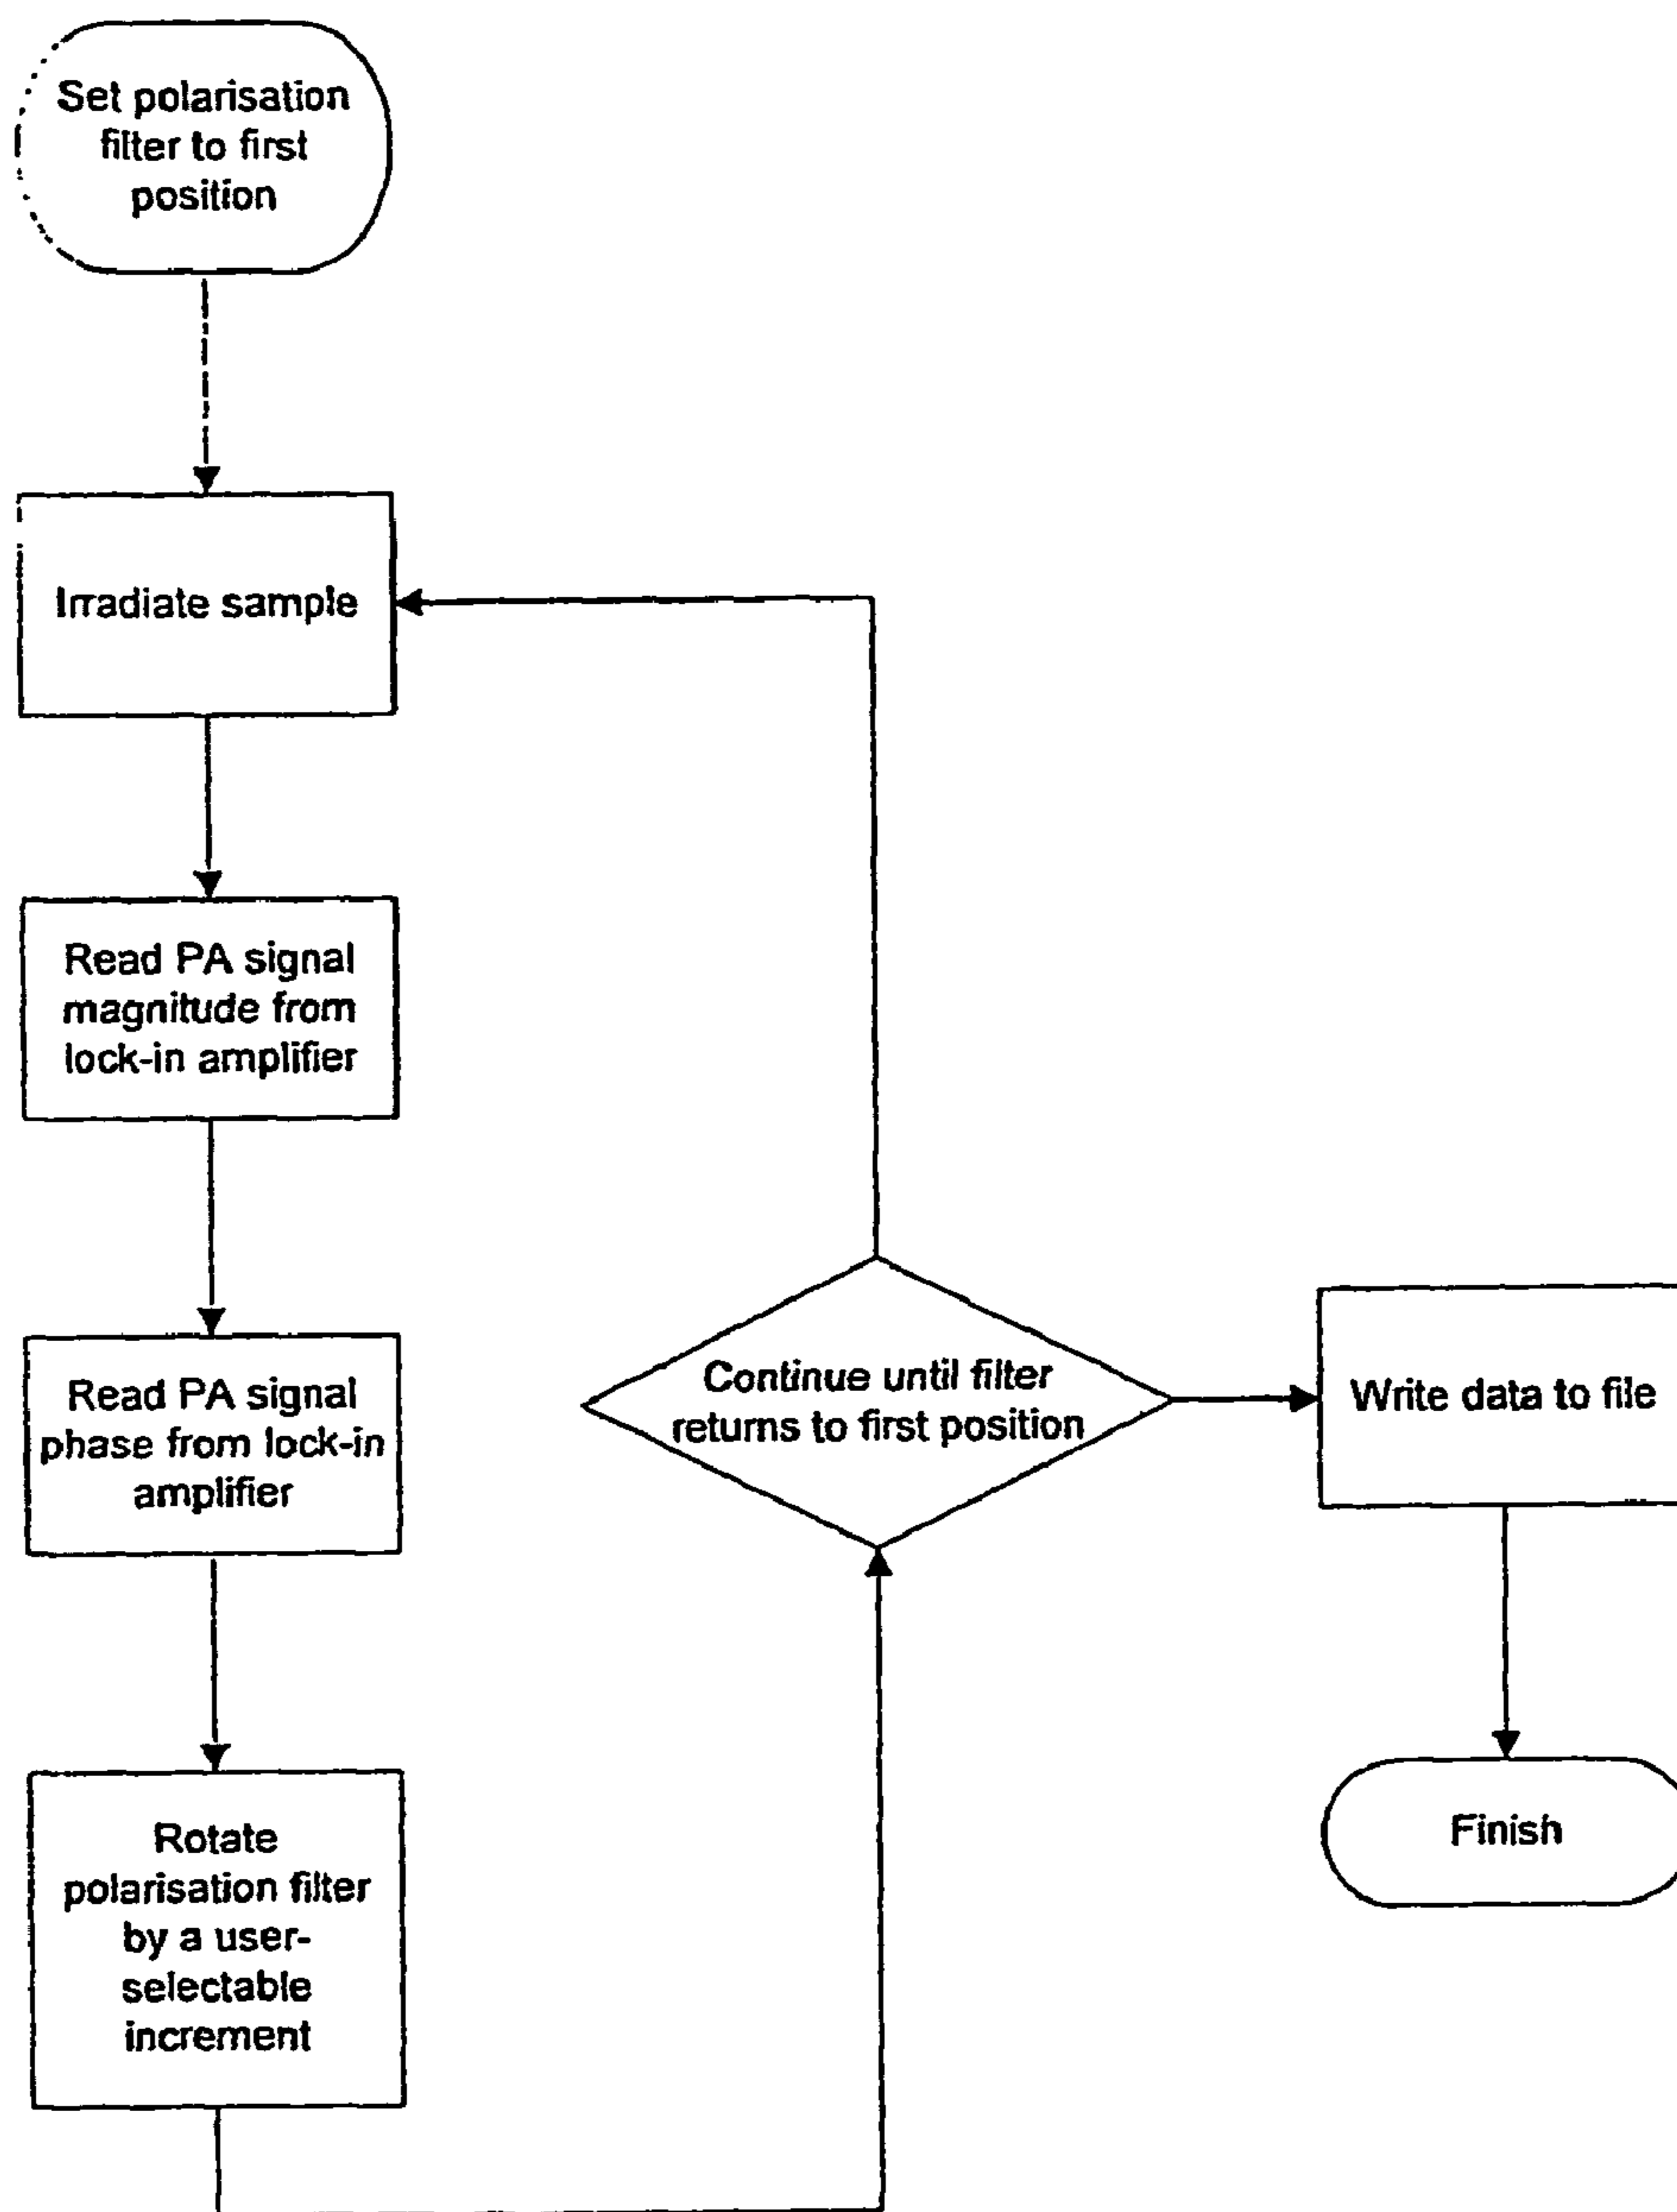 Set polarisation
filter to first
position
Irradiate sample
Read PA signal
magnitude from
lock-in amplifier
Read PA signal
phase from lock-in
amplifier
Rotate
polarisation filter
by a user-
selectable
increment
Continue until filter
returns to first position
Write data to file
Finish